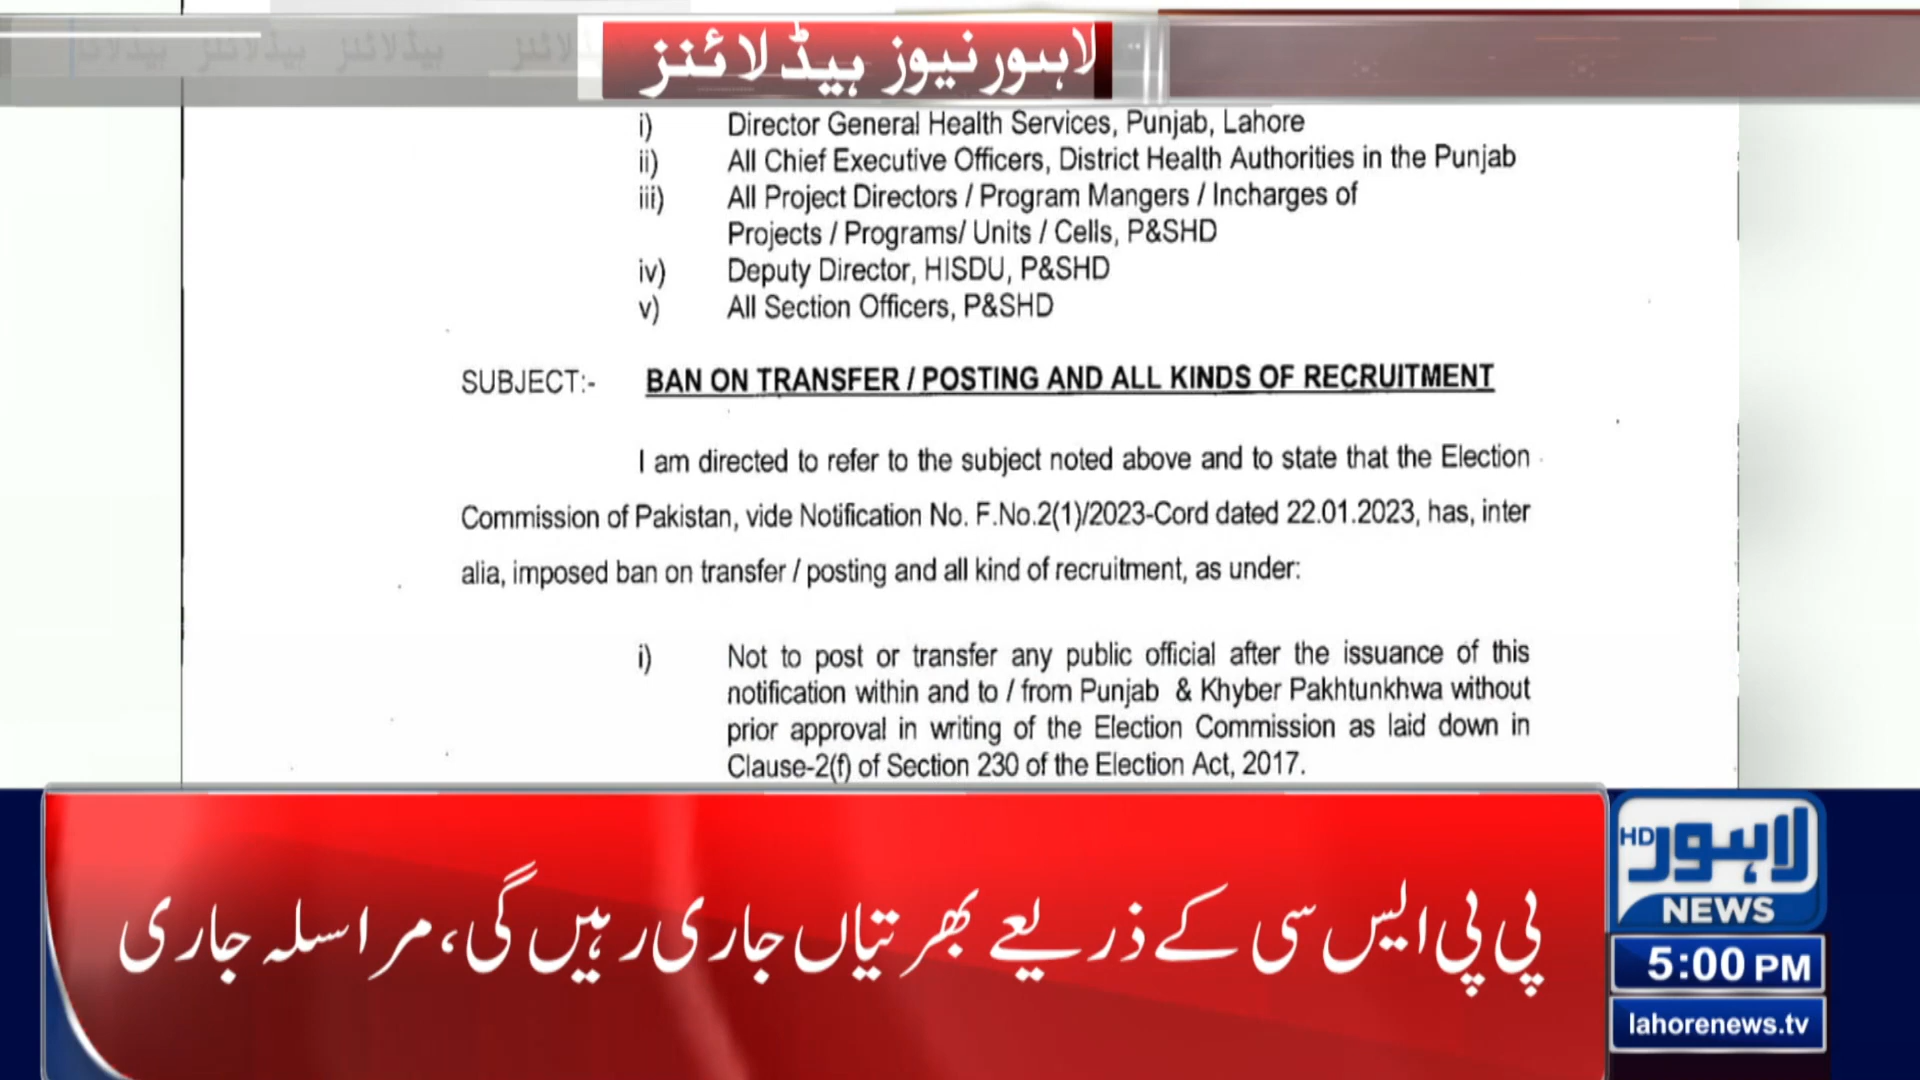 لاہور نیوز ہیڈ لائنز
i) Director General Health Services, Punjab, Lahore
ii) All Chief Executive Officers, District Health Authorities in the Punjab
iii) All Project Directors / Program Mangers / Incharges of
Projects / Programs/ Units / Cells, P&SHD
iv) Deputy Director, HISDU, P&SHD
v) All Section Officers, P&SHD
SUBJECT:- BAN ON TRANSFER / POSTING AND ALL KINDS OF RECRUITMENT
I am directed to refer to the subject noted above and to state that the Election
Commission of Pakistan, vide Notification No. F.No.2(1)/2023-Cord dated 22.01.2023, has, inter
alia, imposed ban on transfer / posting and all kind of recruitment, as under:
i) Not to post or transfer any public official after the issuance of this
notification within and to / from Punjab & Khyber Pakhtunkhwa without
prior approval in writing of the Election Commission as laid down in
Clause-2(f) of Section 230 of the Election Act, 2017.
پی پی ایس سی کے ذریعے بھرتیاں جاری رہیں گی، مراسلہ جاری
لاہور HD
NEWS
5:00 PM
lahorenews.tv